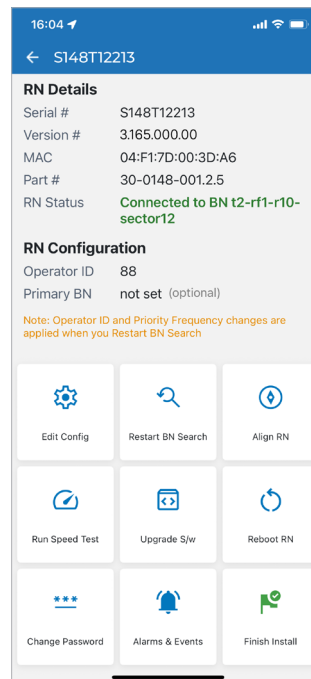 16:04
S148T12213
RN Details
Serial # S148T12213
Version # 3.165.000.00
MAC 04:F1:7D:00:3D:A6
Part # 30-0148-001.2.5
RN Status Connected to BN t2-rf1-r10-
sector12
RN Configuration
Operator ID 88
Primary BN not set (optional)
Note: Operator ID and Priority Frequency changes are
applied when you Restart BN Search
Edit Config Restart BN Search Align RN
Run Speed Test Upgrade S/w Reboot RN
***
Change Password Alarms & Events Finish Install